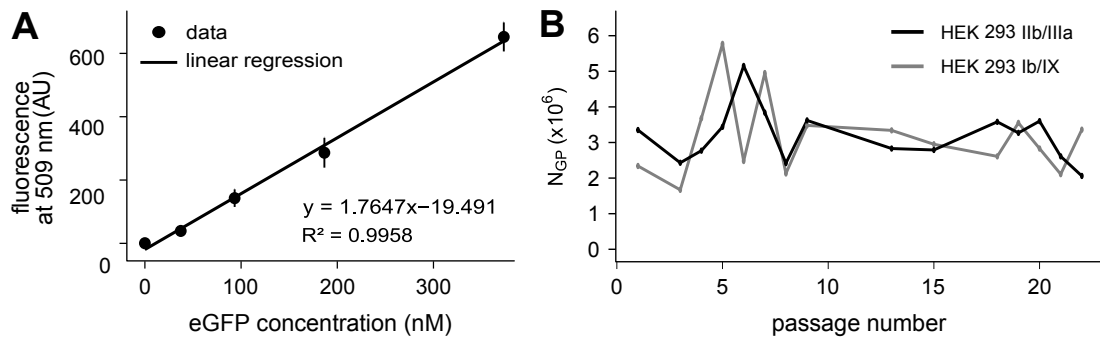 A
data
linear regression
fluorescence
at 509 nm (AU)
600
400
200
0
y = 1.7647x−19.491
R² = 0.9958
0 100 200 300
eGFP concentration (nM)
B
HEK 293 IIb/IIIa
HEK 293 Ib/IX
N_GP (x10⁶)
6
5
4
3
2
1
0
0 5 10 15 20
passage number